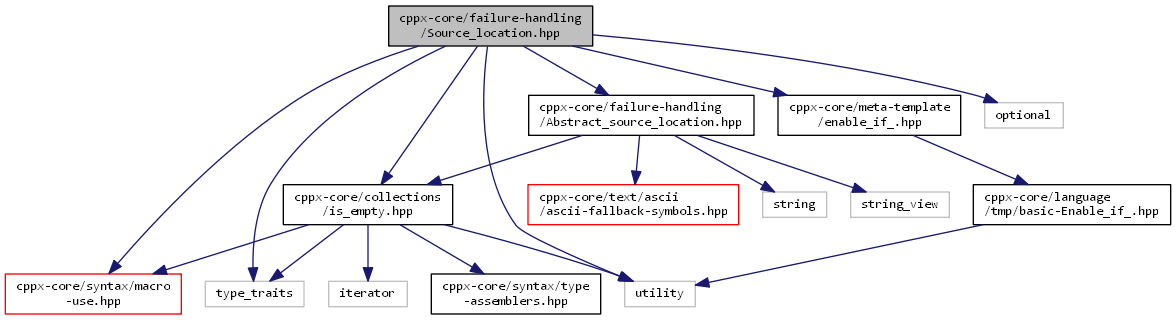 cppx-core/failure-handling
/Source_location.hpp
cppx-core/failure-handling
/Abstract_source_location.hpp
cppx-core/meta-template
/enable_if_.hpp
optional
cppx-core/collections
/is_empty.hpp
cppx-core/text/ascii
/ascii-fallback-symbols.hpp
string
string_view
cppx-core/language
/tmp/basic-Enable_if_.hpp
cppx-core/syntax/macro
-use.hpp
type_traits
iterator
cppx-core/syntax/type
-assemblers.hpp
utility